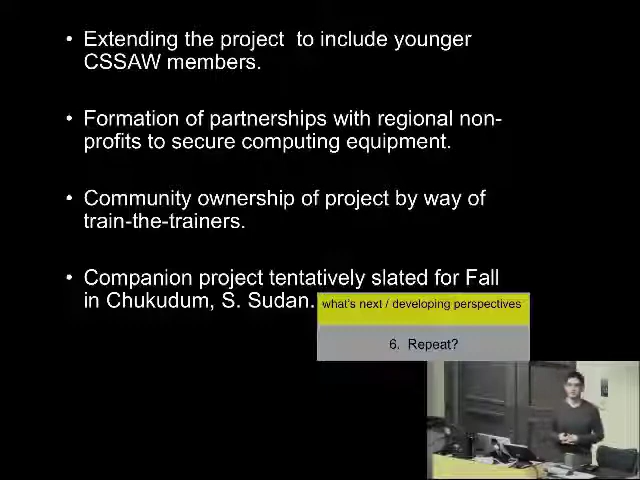 • Extending the project  to include younger
CSSAW members.
• Formation of partnerships with regional non-
profits to secure computing equipment.
• Community ownership of project by way of
train-the-trainers.
• Companion project tentatively slated for Fall
in Chukudum, S. Sudan.
what's next / developing perspectives
6.  Repeat?